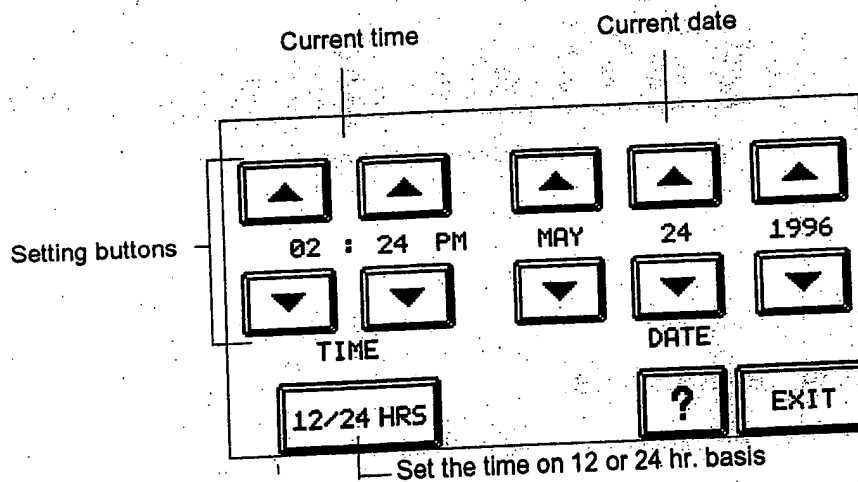 Current time
Current date
Setting buttons
02 : 24 PM MAY 24 1996
TIME
DATE
12/24 HRS
?
EXIT
Set the time on 12 or 24 hr. basis